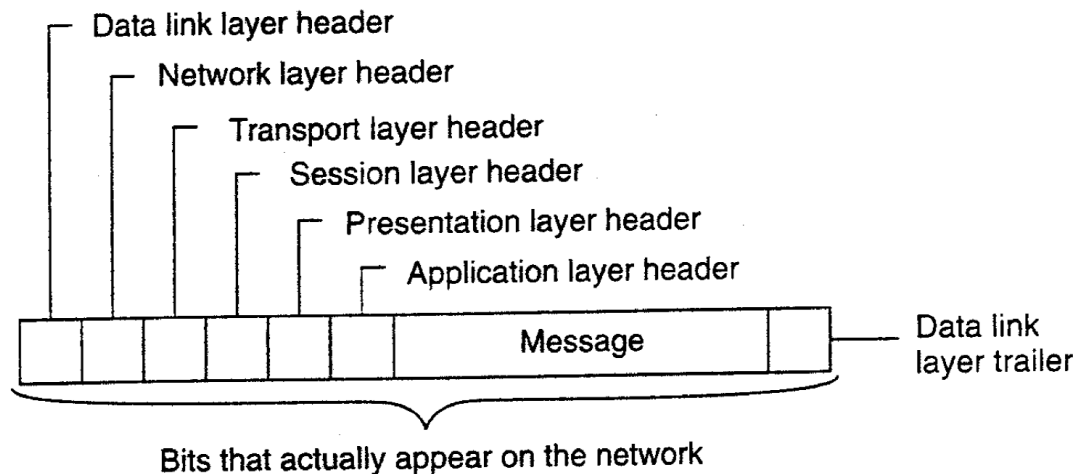 Data link layer header
Network layer header
Transport layer header
Session layer header
Presentation layer header
Application layer header
Message
Data link
layer trailer
Bits that actually appear on the network